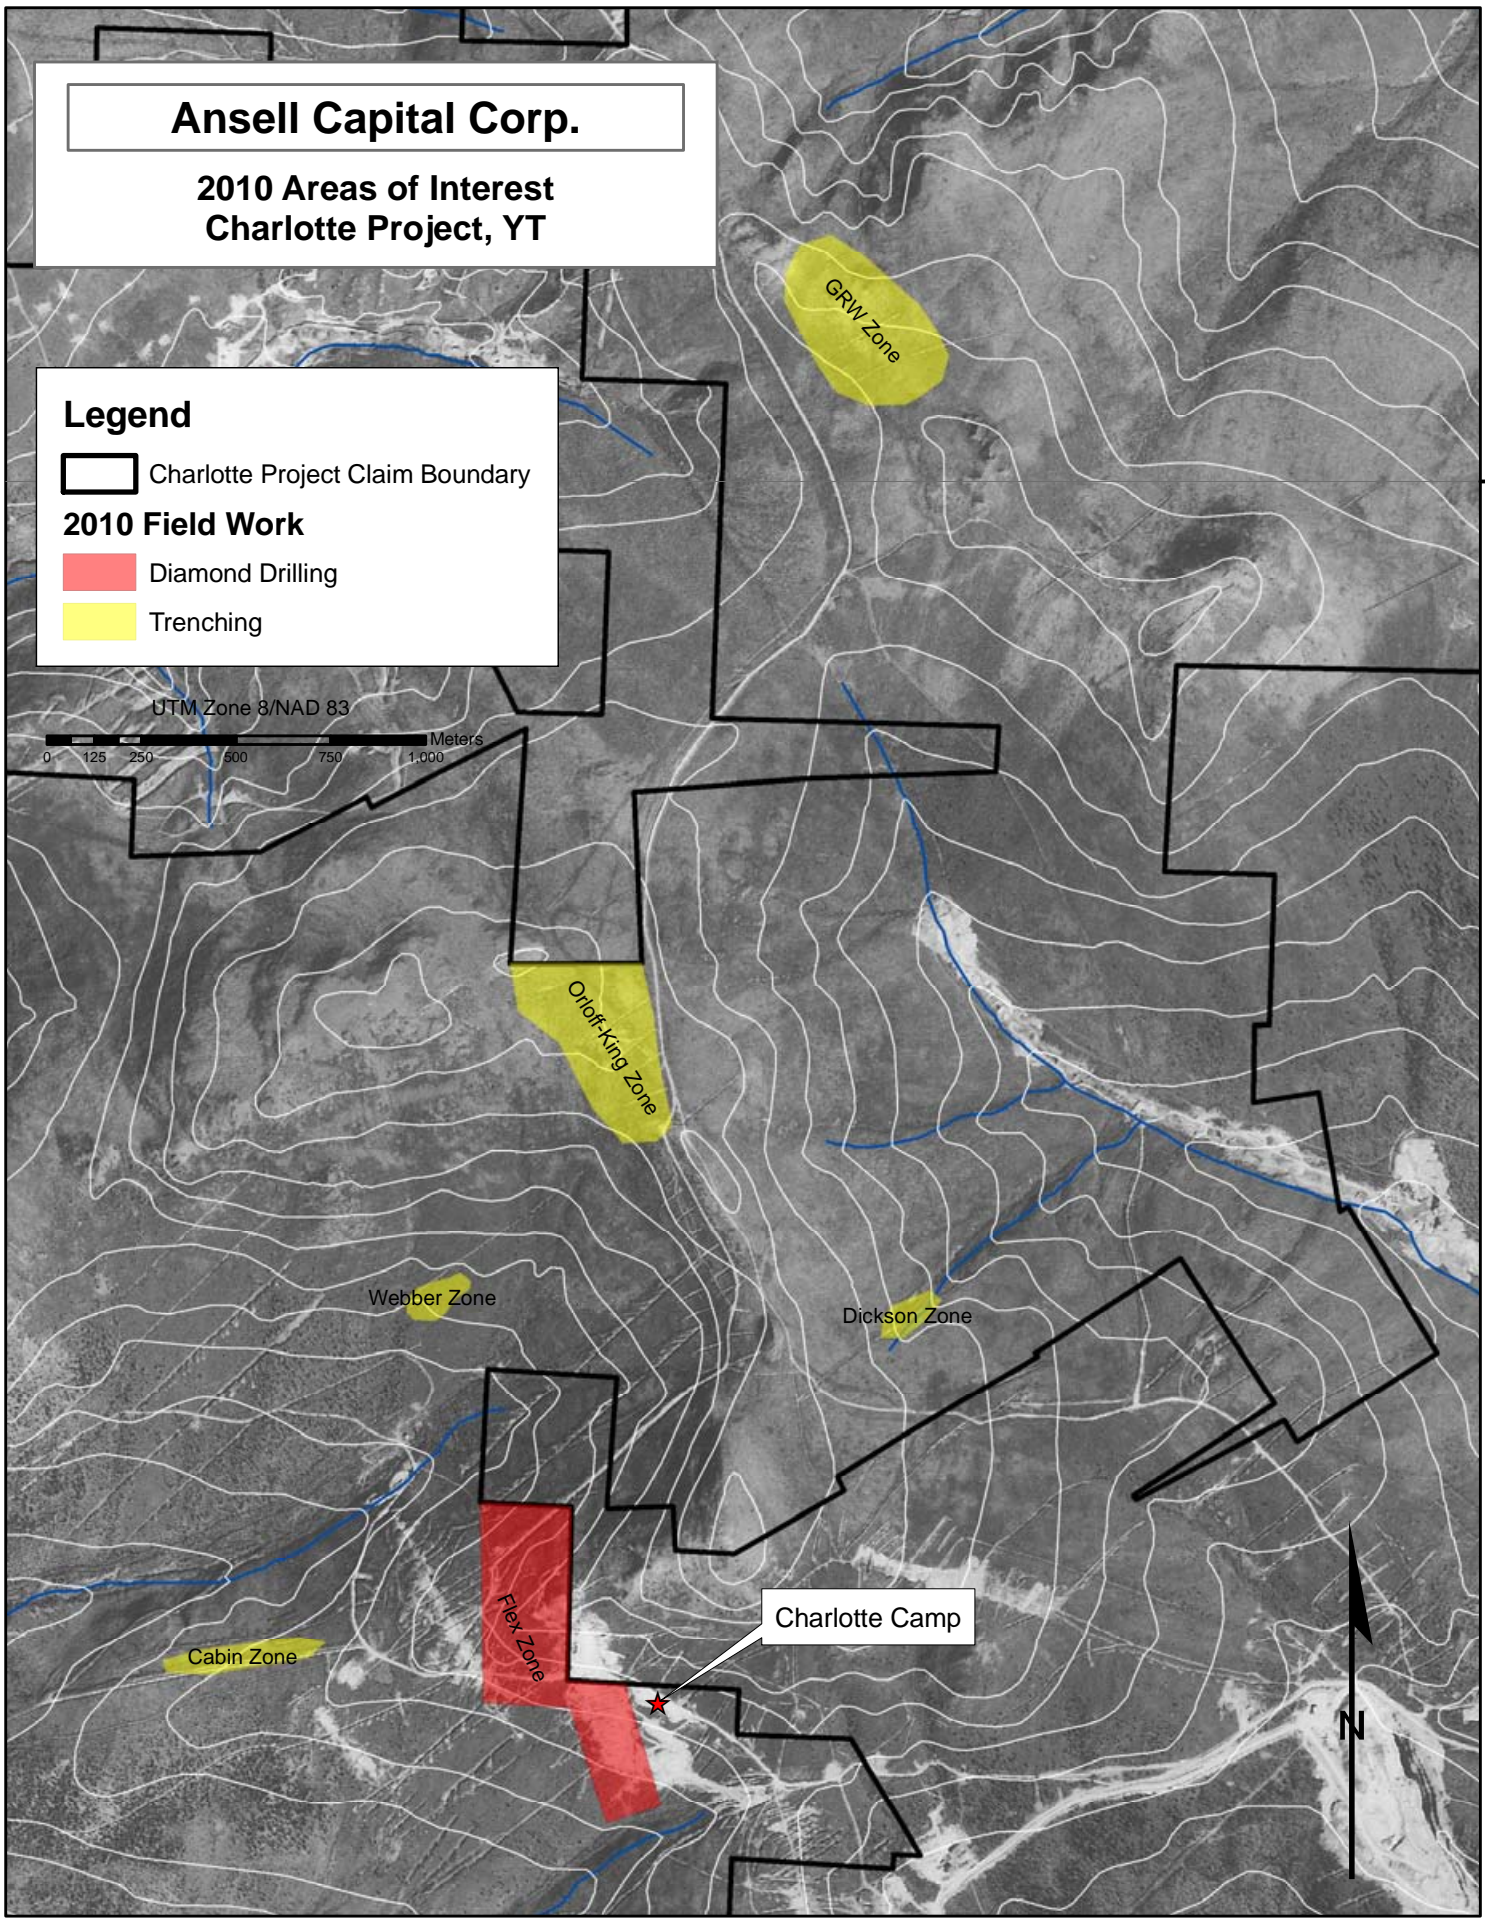 Ansell Capital Corp.
2010 Areas of Interest
Charlotte Project, YT
GRW Zone
Legend
Charlotte Project Claim Boundary
2010 Field Work
Diamond Drilling
Trenching
UTM Zone 8/NAD 83
Meters
0 125 250 500 750 1,000
Orloff-King Zone
Webber Zone
Dickson Zone
Flex Zone
Charlotte Camp
Cabin Zone
N